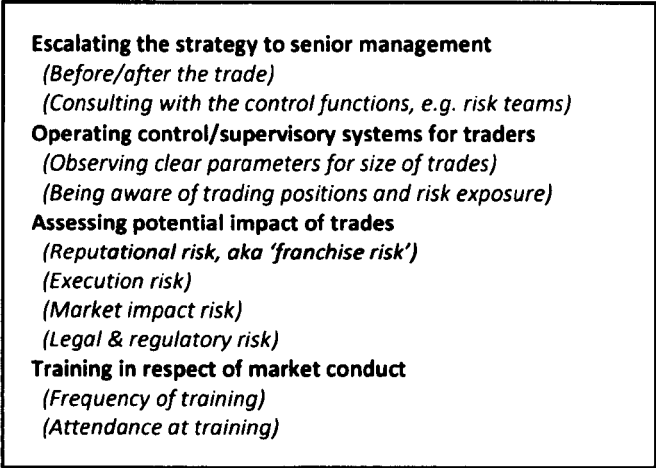 Escalating the strategy to senior management
(Before/after the trade)
(Consulting with the control functions, e.g. risk teams)
Operating control/supervisory systems for traders
(Observing clear parameters for size of trades)
(Being aware of trading positions and risk exposure)
Assessing potential impact of trades
(Reputational risk, aka ‘franchise risk’)
(Execution risk)
(Market impact risk)
(Legal & regulatory risk)
Training in respect of market conduct
(Frequency of training)
(Attendance at training)